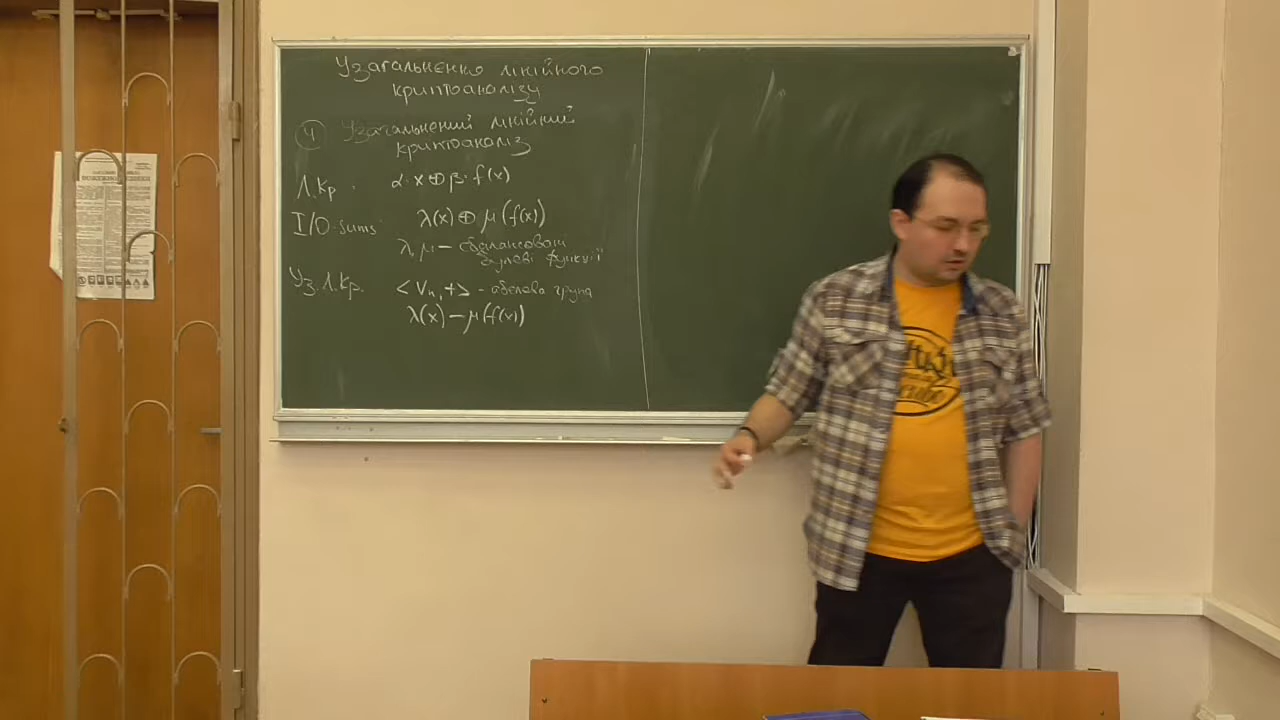 Узагальнення лінійного
криптоаналізу
4 Узагальнений лінійний
криптоаналіз
Л.Кр. α·x ⊕ β·f(x)
I/O-sums λ(x) ⊕ μ(f(x))
λ, μ – збалансовані
булеві функції
Уз.Л.Кр. <Vn, +> - абелева група
λ(x) – μ(f(x))